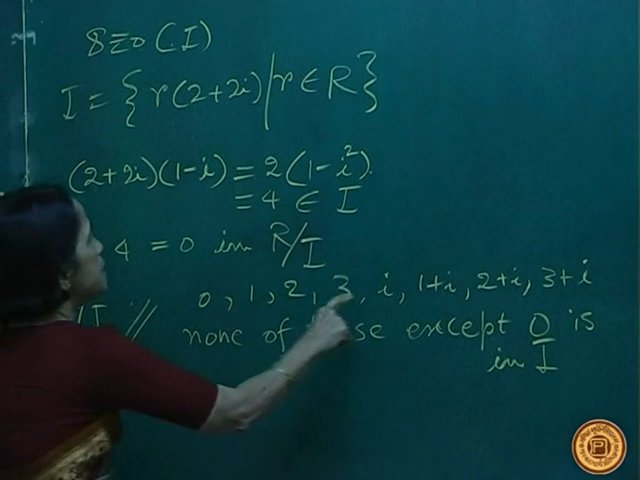 8≡0 (I)
I = { r(2+2i) | r ∈ R }
(2+2i)(1-i) = 2(1-i²)
= 4 ∈ I
4 = 0 in R/I
0, 1, 2, 3, i, 1+i, 2+i, 3+i
none of except 0 is
in I